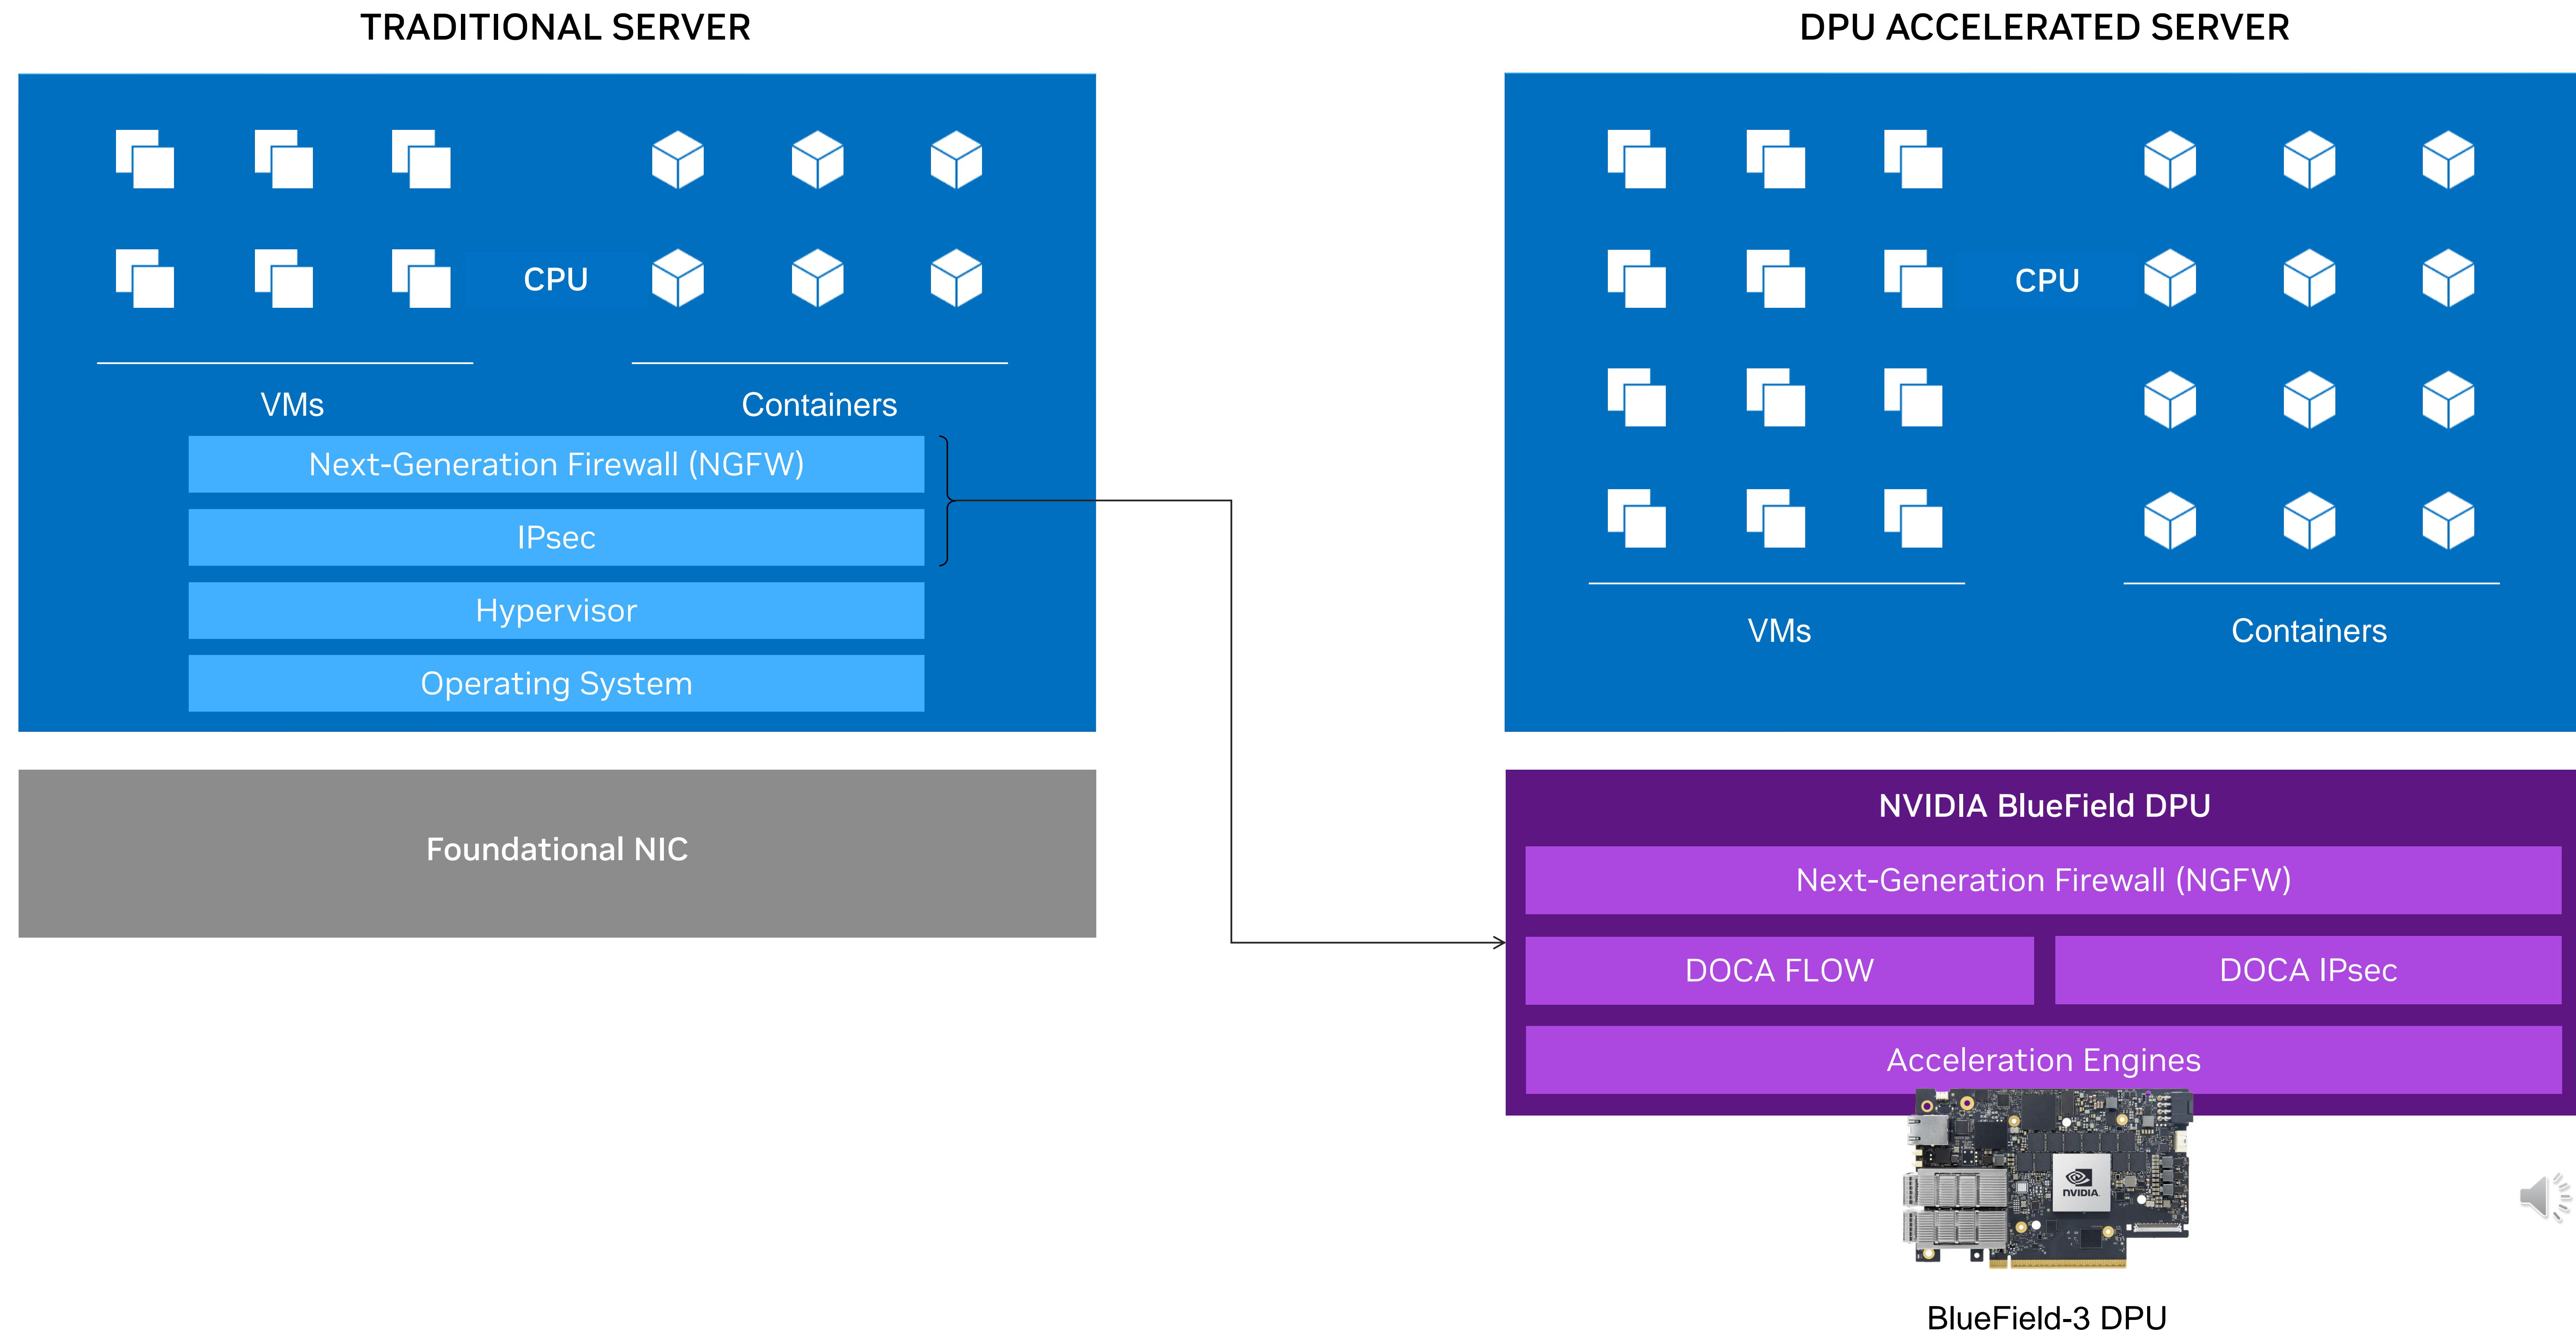 TRADITIONAL SERVER
CPU
VMs
Containers
Next-Generation Firewall (NGFW)
IPsec
Hypervisor
Operating System
Foundational NIC
DPU ACCELERATED SERVER
CPU
VMs
Containers
NVIDIA BlueField DPU
Next-Generation Firewall (NGFW)
DOCA FLOW
DOCA IPsec
Acceleration Engines
NVIDIA.
BlueField-3 DPU